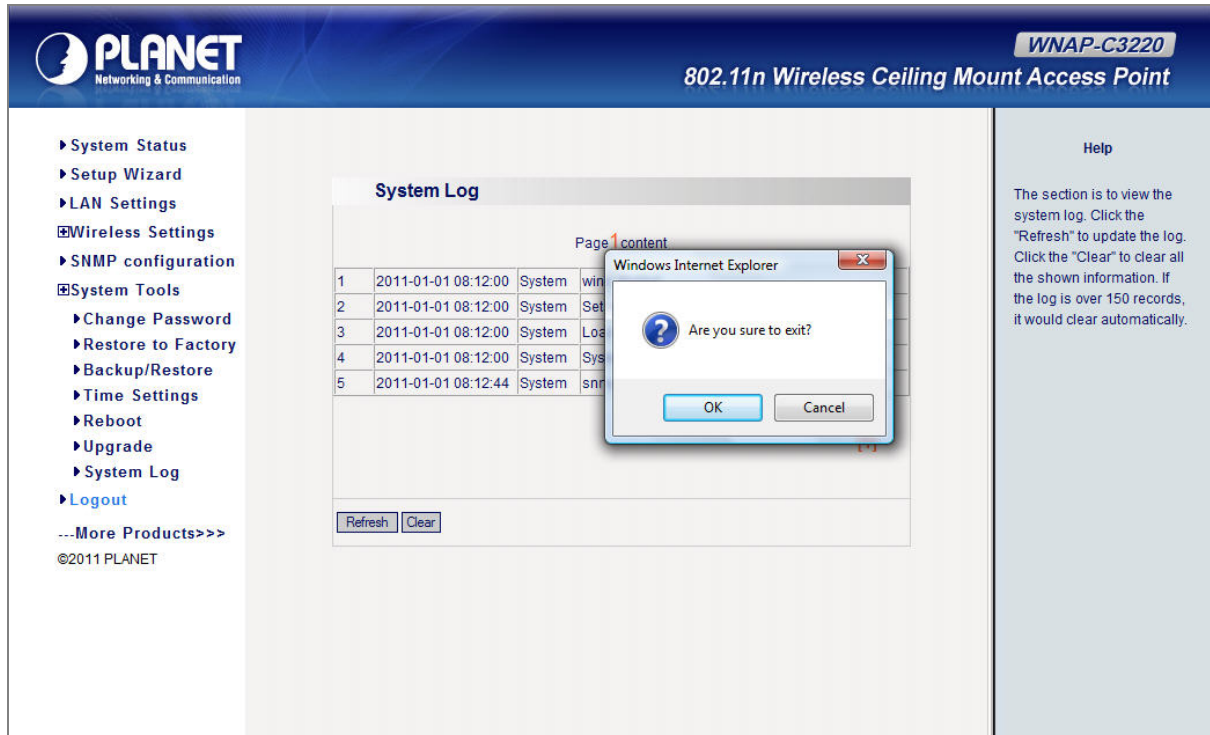 PLANET
Networking & Communication
WNAP-C3220
802.11n Wireless Ceiling Mount Access Point
System Status
Setup Wizard
LAN Settings
Wireless Settings
SNMP configuration
System Tools
Change Password
Restore to Factory
Backup/Restore
Time Settings
Reboot
Upgrade
System Log
Logout
---More Products>>>
©2011 PLANET
System Log
Page 1 content
1 2011-01-01 08:12:00 System
2 2011-01-01 08:12:00 System
3 2011-01-01 08:12:00 System
4 2011-01-01 08:12:00 System
5 2011-01-01 08:12:44 System
Refresh Clear
Windows Internet Explorer
Are you sure to exit?
OK Cancel
Help
The section is to view the
system log. Click the
"Refresh" to update the log.
Click the "Clear" to clear all
the shown information. If
the log is over 150 records,
it would clear automatically.